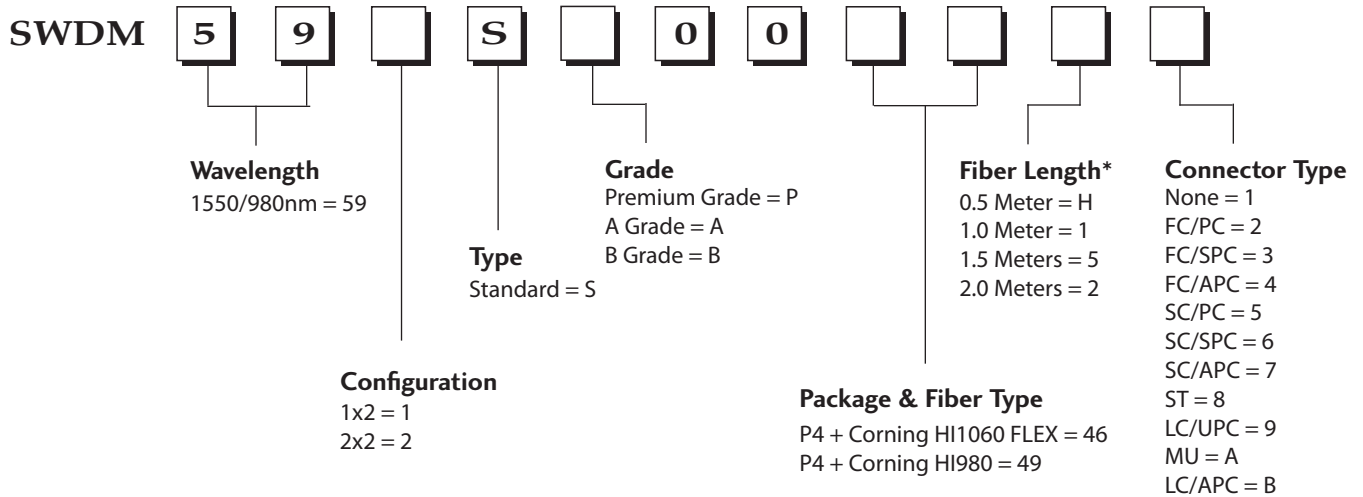 SWDM 5 9 S 0 0
Wavelength
1550/980nm = 59
Configuration
1x2 = 1
2x2 = 2
Type
Standard = S
Grade
Premium Grade = P
A Grade = A
B Grade = B
Package & Fiber Type
P4 + Corning HI1060 FLEX = 46
P4 + Corning HI980 = 49
Fiber Length*
0.5 Meter = H
1.0 Meter = 1
1.5 Meters = 5
2.0 Meters = 2
Connector Type
None = 1
FC/PC = 2
FC/SPC = 3
FC/APC = 4
SC/PC = 5
SC/SPC = 6
SC/APC = 7
ST = 8
LC/UPC = 9
MU = A
LC/APC = B